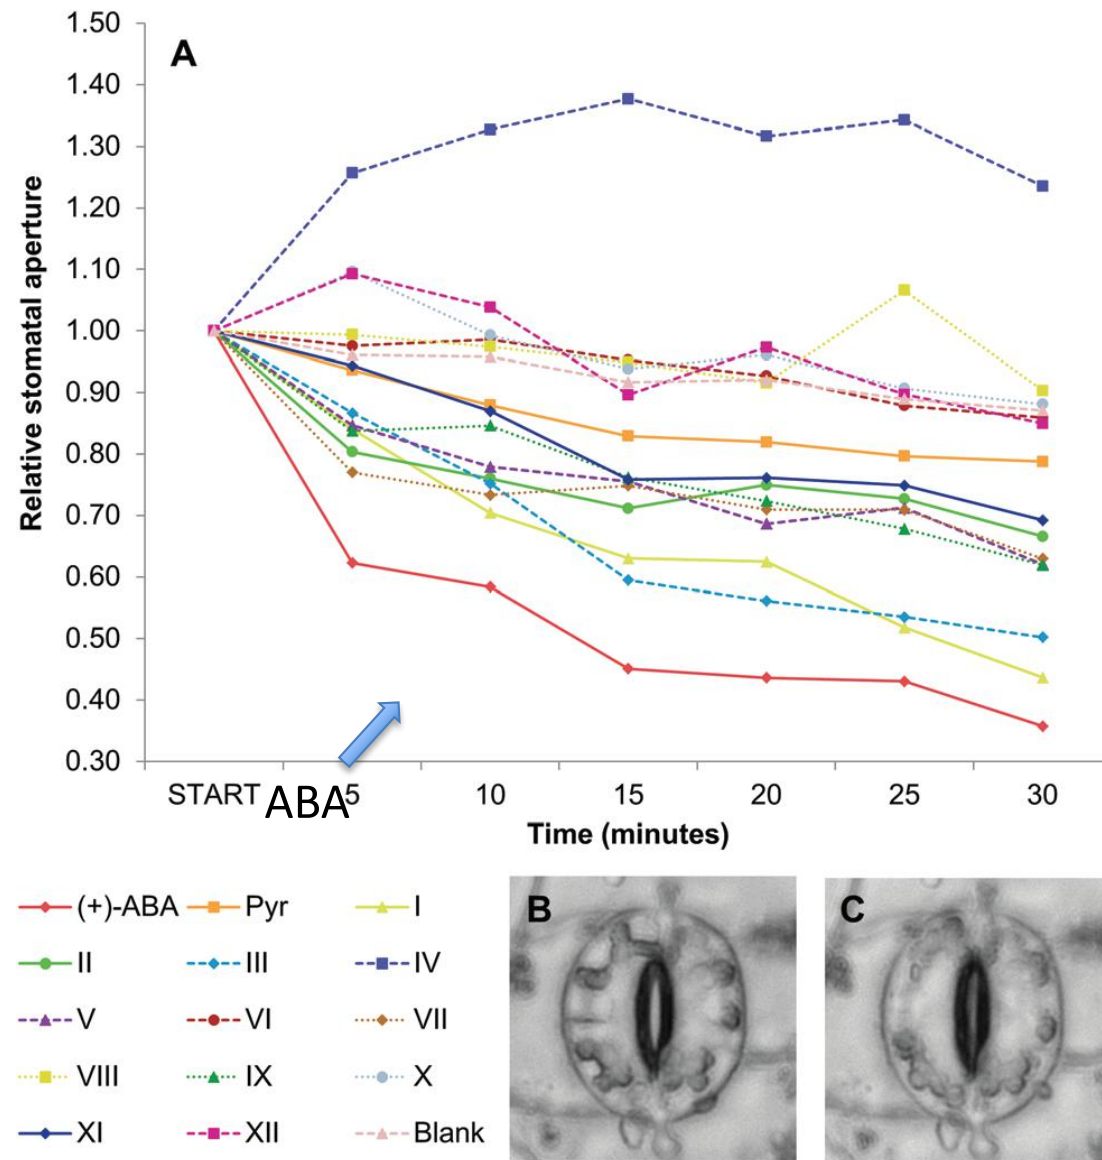 1.50
A
1.40
1.30
1.20
1.10
1.00
0.90
0.80
0.70
0.60
0.50
0.40
0.30
Relative stomatal aperture
START ABA 5 10 15 20 25 30
Time (minutes)
(+)-ABA Pyr I
II III IV
V VI VII
VIII IX X
XI XII Blank
B
C